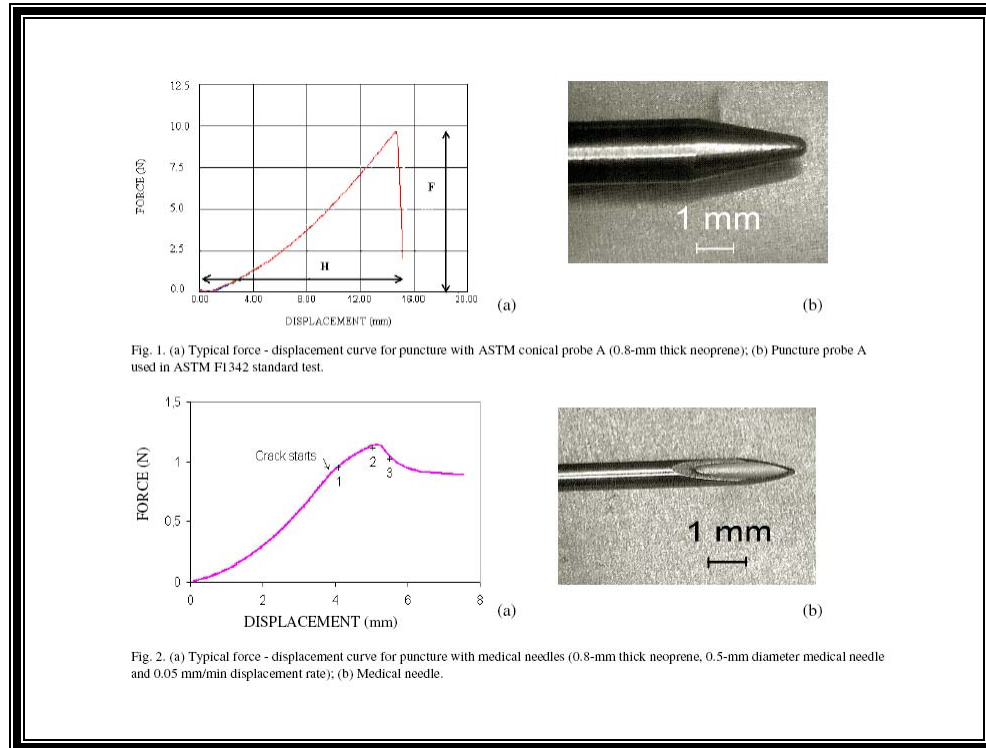 12.5
10.0
7.5
5.0
2.5
0.0
FORCE (N)
F
H
0.00 4.00 8.00 12.00 16.00 20.00
DISPLACEMENT (mm)
(a)
1 mm
(b)
Fig. 1. (a) Typical force - displacement curve for puncture with ASTM conical probe A (0.8-mm thick neoprene); (b) Puncture probe A
used in ASTM F1342 standard test.
1,5
1
0,5
0
FORCE (N)
Crack starts
1
2
3
0 2 4 6 8
DISPLACEMENT (mm)
(a)
1 mm
(b)
Fig. 2. (a) Typical force - displacement curve for puncture with medical needles (0.8-mm thick neoprene, 0.5-mm diameter medical needle
and 0.05 mm/min displacement rate); (b) Medical needle.